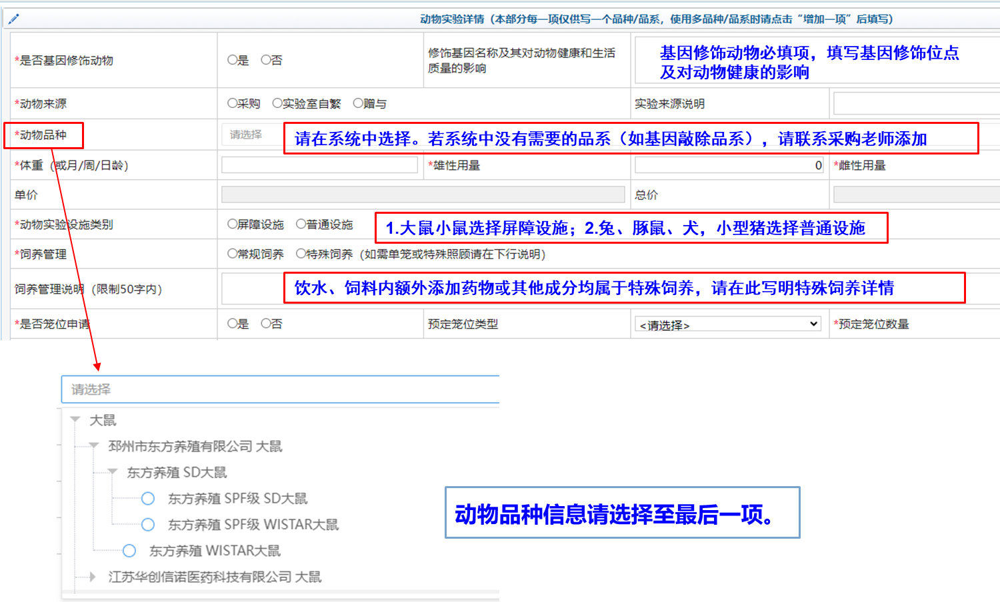 动物实验详情（本部分每一项仅供写一个品种/品系，使用多品种/品系时请点击“增加一项”后填写）
*是否基因修饰动物 是 否 修饰基因名称及其对动物健康和生活
质量的影响
基因修饰动物必填项，填写基因修饰位点
及对动物健康的影响
*动物来源 采购 实验室自繁 赠与 实验来源说明
*动物品种 请选择 请在系统中选择。若系统中没有需要的品系（如基因敲除品系），请联系采购老师添加
*体重（或月/周/日龄） *雄性用量 0 *雌性用量
单价 总价
*动物实验设施类别 屏障设施 普通设施 1.大鼠小鼠选择屏障设施；2.兔、豚鼠、犬，小型猪选择普通设施
*饲养管理 常规饲养 特殊饲养（如需单笼或特殊照顾请在下行说明）
饲养管理说明（限制50字内） 饮水、饲料内额外添加药物或其他成分均属于特殊饲养，请在此写明特殊饲养详情
*是否笼位申请 是 否 预定笼位类型 <请选择> *预定笼位数量
请选择
大鼠
邳州市东方养殖有限公司 大鼠
东方养殖 SD大鼠
东方养殖 SPF级 SD大鼠
东方养殖 SPF级 WISTAR大鼠
东方养殖 WISTAR大鼠
江苏华创信诺医药科技有限公司 大鼠
动物品种信息请选择至最后一项。